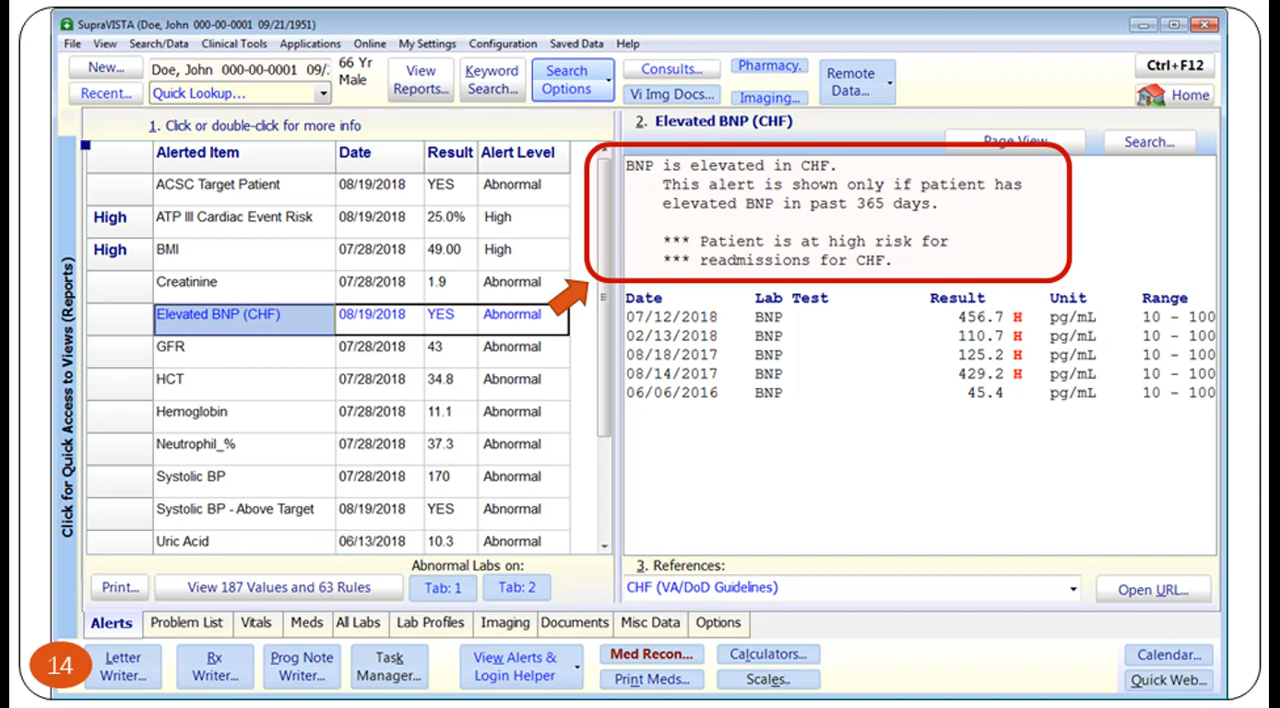 SupraVISTA (Doe, John 000-00-0001 09/21/1951)
File View Search/Data Clinical Tools Applications Online My Settings Configuration Saved Data Help
New... Doe, John 000-00-0001 09/: 66 Yr Male
Recent... Quick Lookup...
View Reports...
Keyword Search...
Search Options
Consults...
Vi Img Docs...
Pharmacy.
Imaging...
Remote Data...
Ctrl+F12
Home
Click for Quick Access to Views (Reports)
1. Click or double-click for more info
Alerted Item Date Result Alert Level
ACSC Target Patient 08/19/2018 YES Abnormal
High ATP III Cardiac Event Risk 08/19/2018 25.0% High
High BMI 07/28/2018 49.00 High
Creatinine 07/28/2018 1.9 Abnormal
Elevated BNP (CHF) 08/19/2018 YES Abnormal
GFR 07/28/2018 43 Abnormal
HCT 07/28/2018 34.8 Abnormal
Hemoglobin 07/28/2018 11.1 Abnormal
Neutrophil_% 07/28/2018 37.3 Abnormal
Systolic BP 07/28/2018 170 Abnormal
Systolic BP - Above Target 08/19/2018 YES Abnormal
Uric Acid 06/13/2018 10.3 Abnormal
Abnormal Labs on:
Print... View 187 Values and 63 Rules Tab: 1 Tab: 2
2. Elevated BNP (CHF)
Page View Search...
BNP is elevated in CHF.
This alert is shown only if patient has
elevated BNP in past 365 days.
*** Patient is at high risk for
*** readmissions for CHF.
Date Lab Test Result Unit Range
07/12/2018 BNP 456.7 H pg/mL 10 - 100
02/13/2018 BNP 110.7 H pg/mL 10 - 100
08/18/2017 BNP 125.2 H pg/mL 10 - 100
08/14/2017 BNP 429.2 H pg/mL 10 - 100
06/06/2016 BNP 45.4 pg/mL 10 - 100
3. References:
CHF (VA/DoD Guidelines) Open URL...
Alerts Problem List Vitals Meds All Labs Lab Profiles Imaging Documents Misc Data Options
14
Letter Writer...
Rx Writer...
Prog Note Writer...
Task Manager...
View Alerts & Login Helper
Med Recon...
Print Meds...
Calculators...
Scales..
Calendar...
Quick Web...